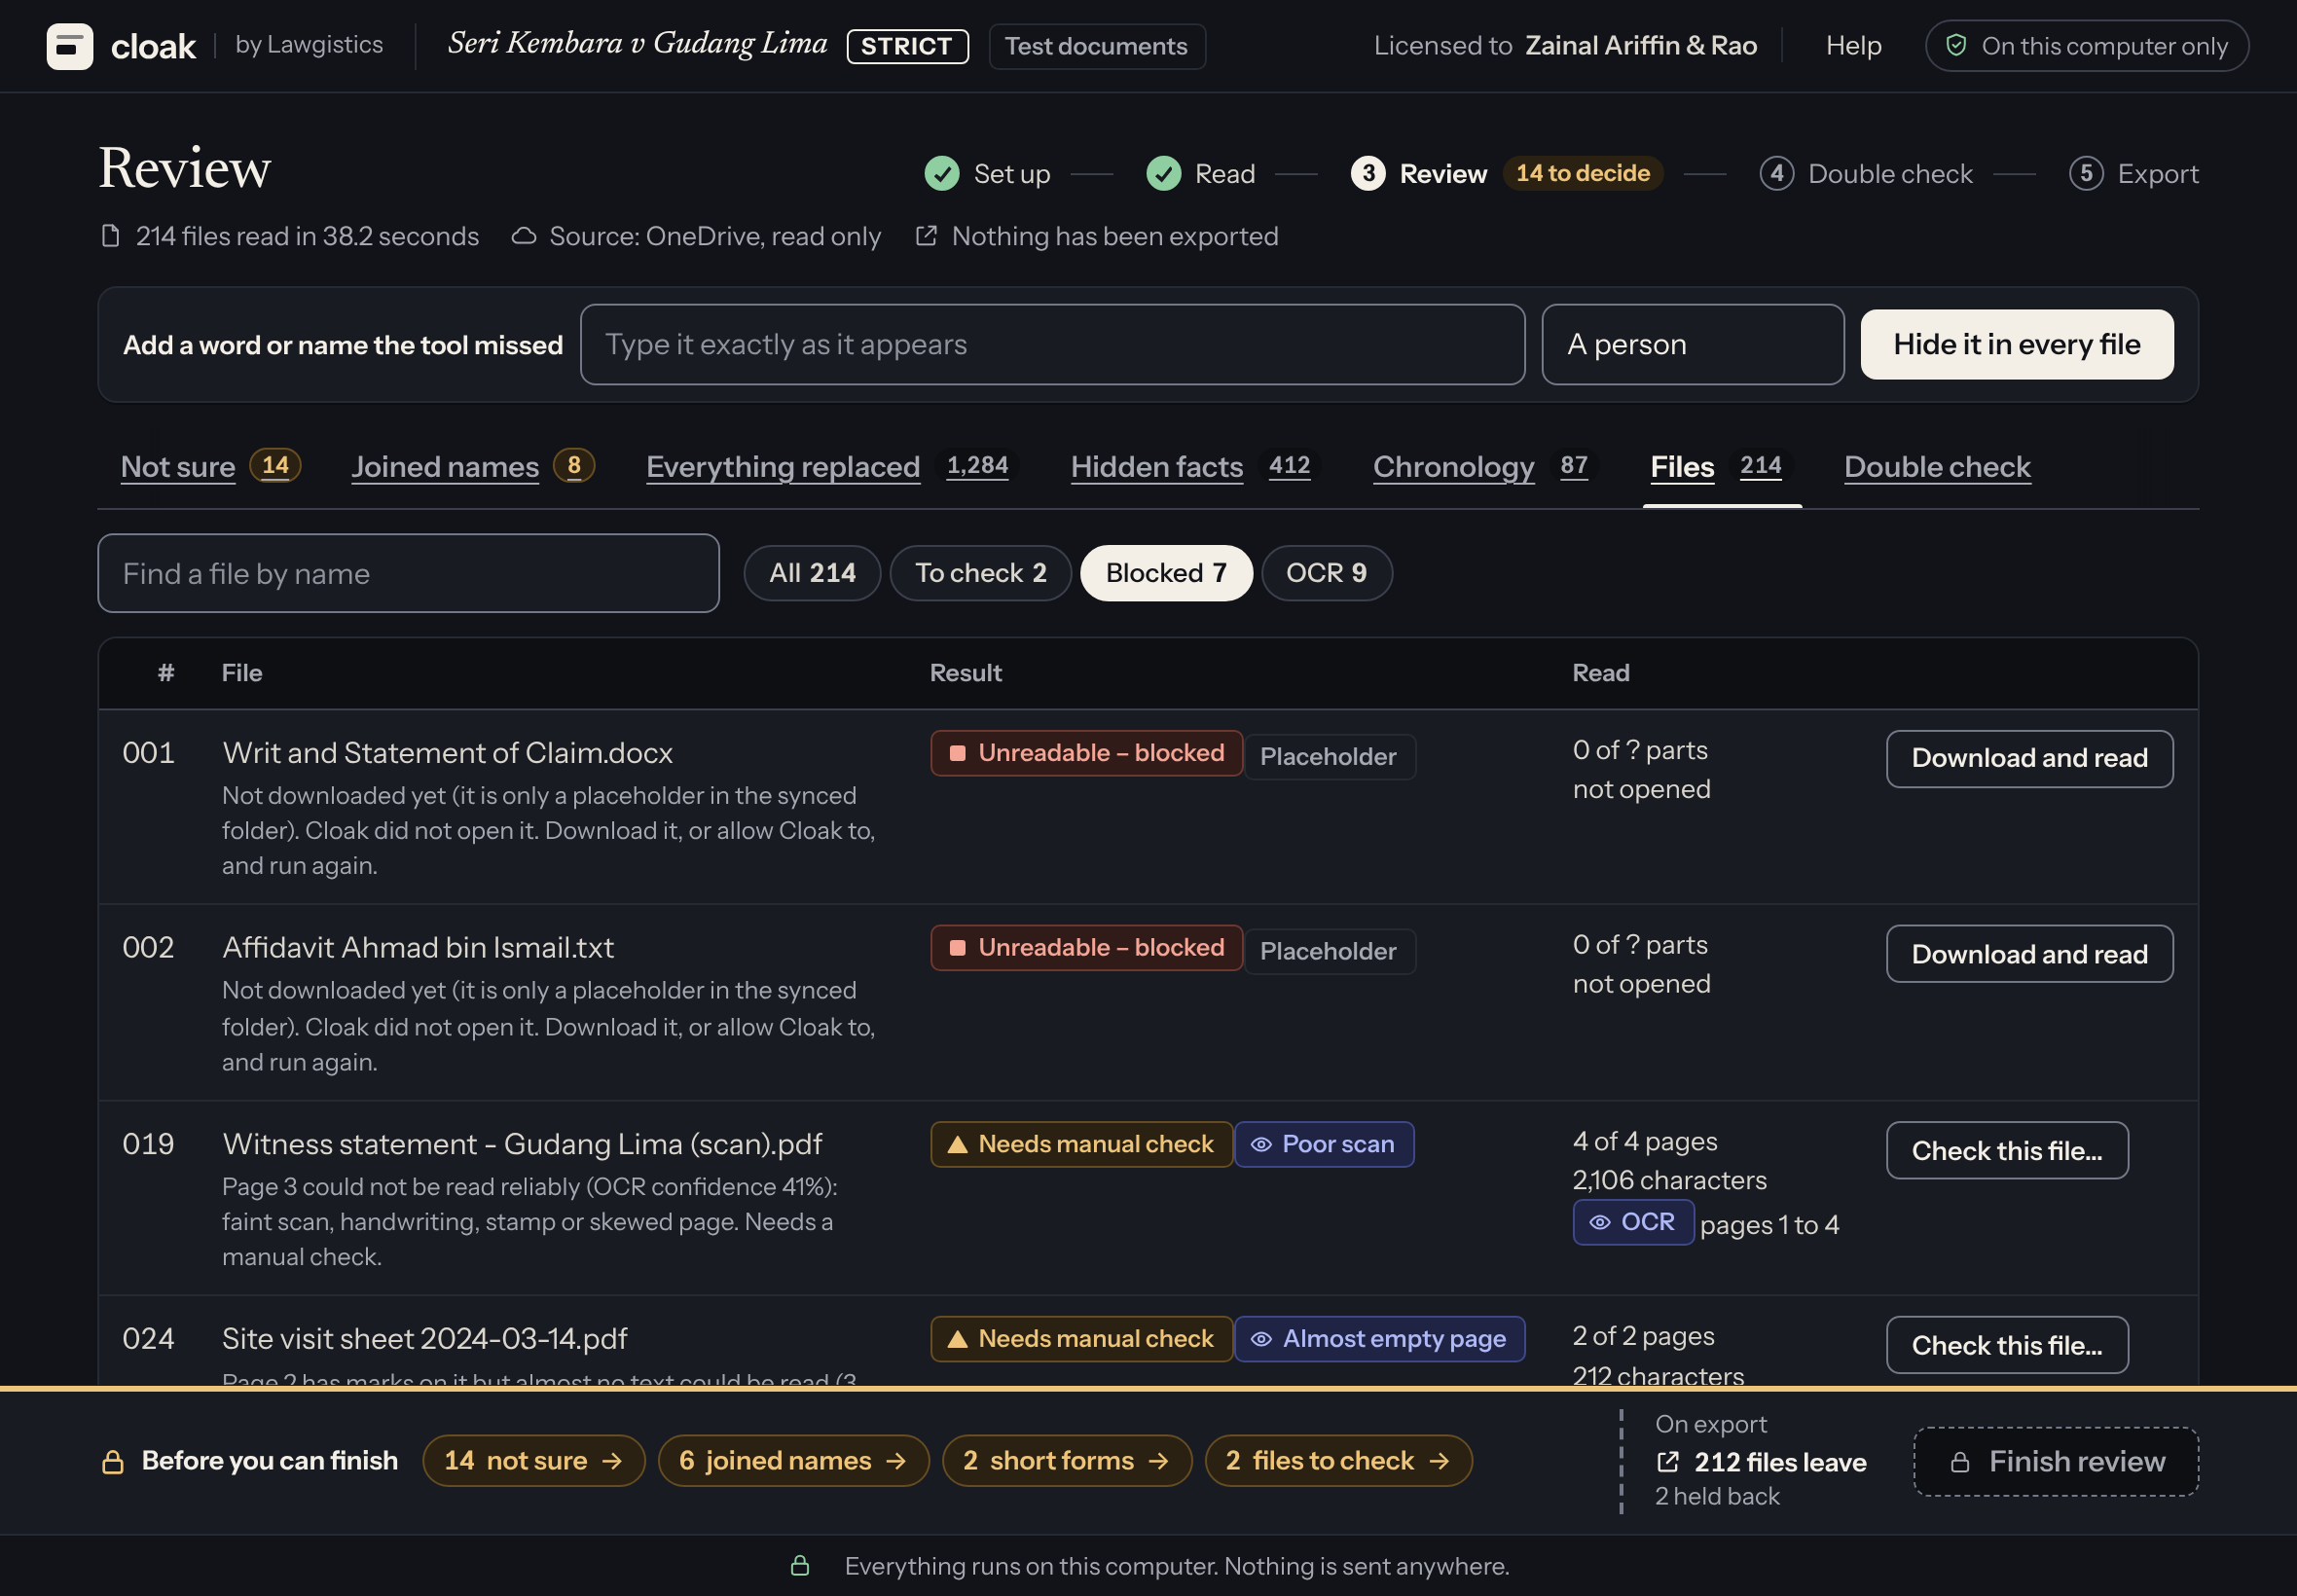 cloak by Lawgistics Seri Kembara v Gudang Lima STRICT Test documents Licensed to Zainal Ariffin & Rao Help On this computer only
Review
Set up Read 3 Review 14 to decide 4 Double check 5 Export
214 files read in 38.2 seconds Source: OneDrive, read only Nothing has been exported
Add a word or name the tool missed Type it exactly as it appears A person Hide it in every file
Not sure 14 Joined names 8 Everything replaced 1,284 Hidden facts 412 Chronology 87 Files 214 Double check
Find a file by name All 214 To check 2 Blocked 7 OCR 9
# File Result Read
001 Writ and Statement of Claim.docx Unreadable – blocked Placeholder 0 of ? parts Download and read
not opened
Not downloaded yet (it is only a placeholder in the synced
folder). Cloak did not open it. Download it, or allow Cloak to,
and run again.
002 Affidavit Ahmad bin Ismail.txt Unreadable – blocked Placeholder 0 of ? parts Download and read
not opened
Not downloaded yet (it is only a placeholder in the synced
folder). Cloak did not open it. Download it, or allow Cloak to,
and run again.
019 Witness statement - Gudang Lima (scan).pdf Needs manual check Poor scan 4 of 4 pages Check this file...
2,106 characters
Page 3 could not be read reliably (OCR confidence 41%):
faint scan, handwriting, stamp or skewed page. Needs a OCR pages 1 to 4
manual check.
024 Site visit sheet 2024-03-14.pdf Needs manual check Almost empty page 2 of 2 pages Check this file...
Page 2 has marks on it but almost no text could be read (3 212 characters
Before you can finish 14 not sure → 6 joined names → 2 short forms → 2 files to check →
On export
212 files leave
2 held back
Finish review
Everything runs on this computer. Nothing is sent anywhere.